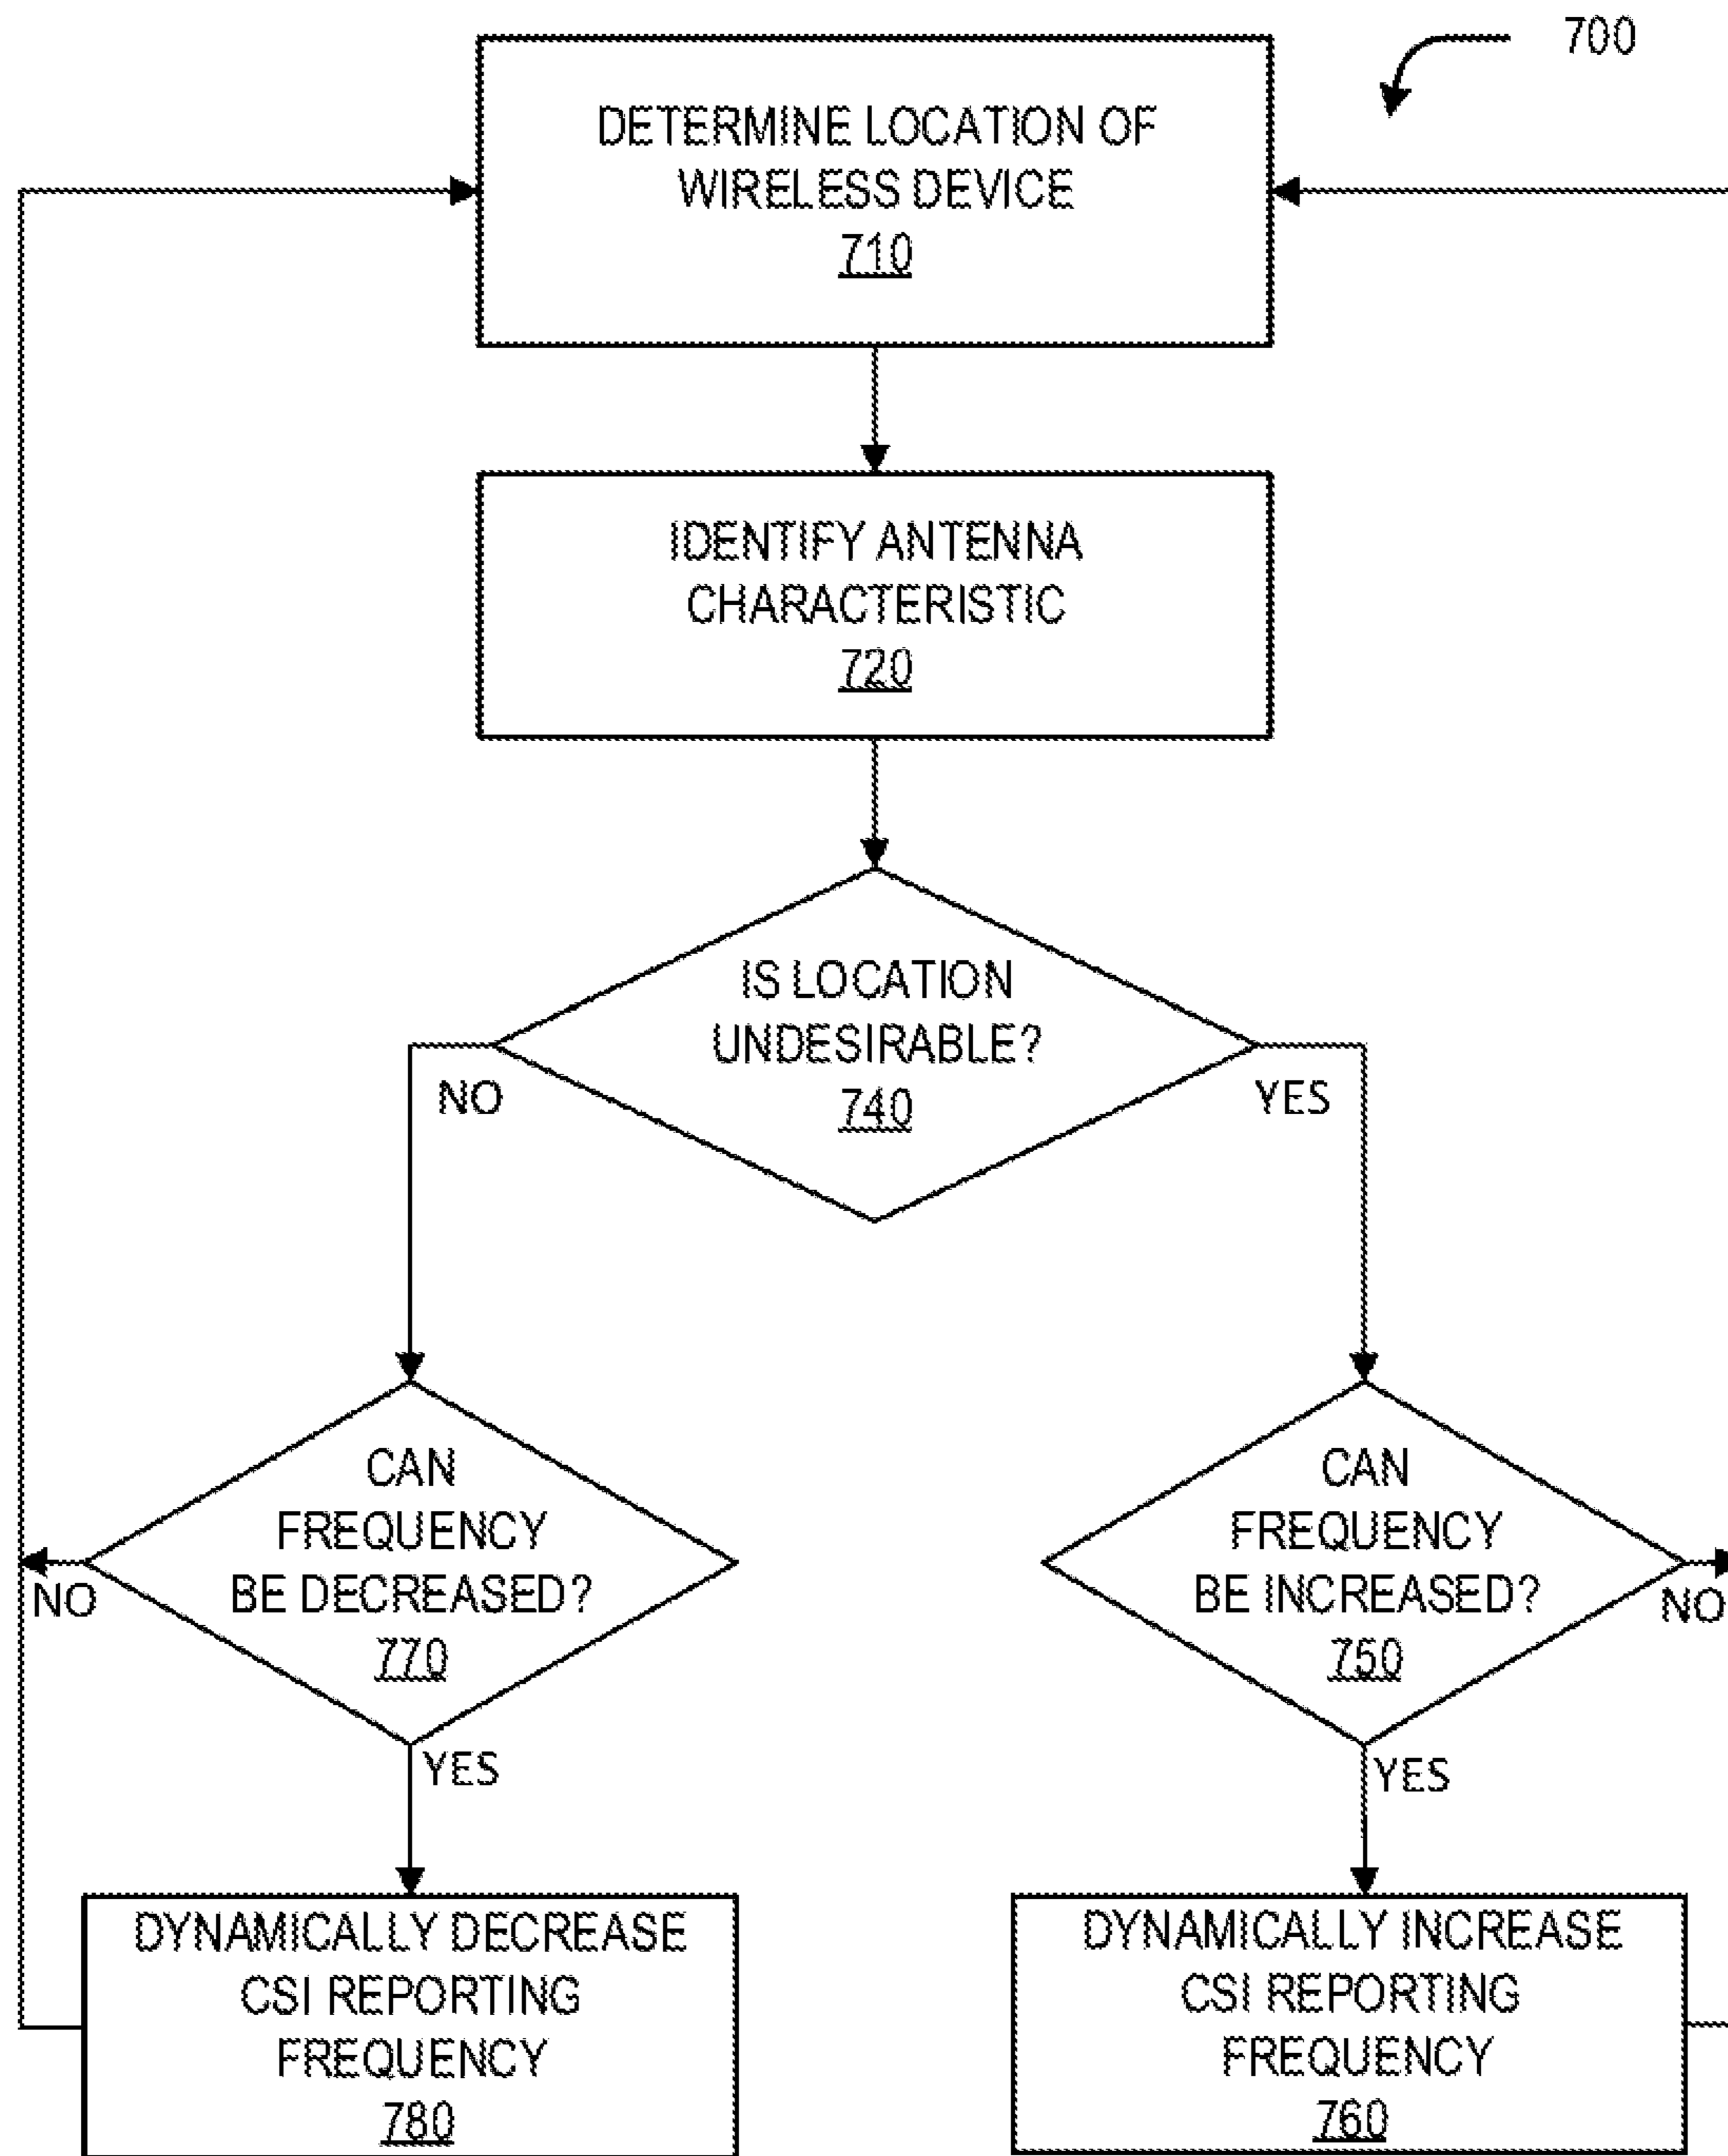 700
DETERMINE LOCATION OF
WIRELESS DEVICE
710
IDENTIFY ANTENNA
CHARACTERISTIC
720
IS LOCATION
UNDESIRABLE?
740
NO
YES
CAN
FREQUENCY
BE DECREASED?
770
NO
YES
CAN
FREQUENCY
BE INCREASED?
750
NO
YES
DYNAMICALLY DECREASE
CSI REPORTING
FREQUENCY
780
DYNAMICALLY INCREASE
CSI REPORTING
FREQUENCY
760